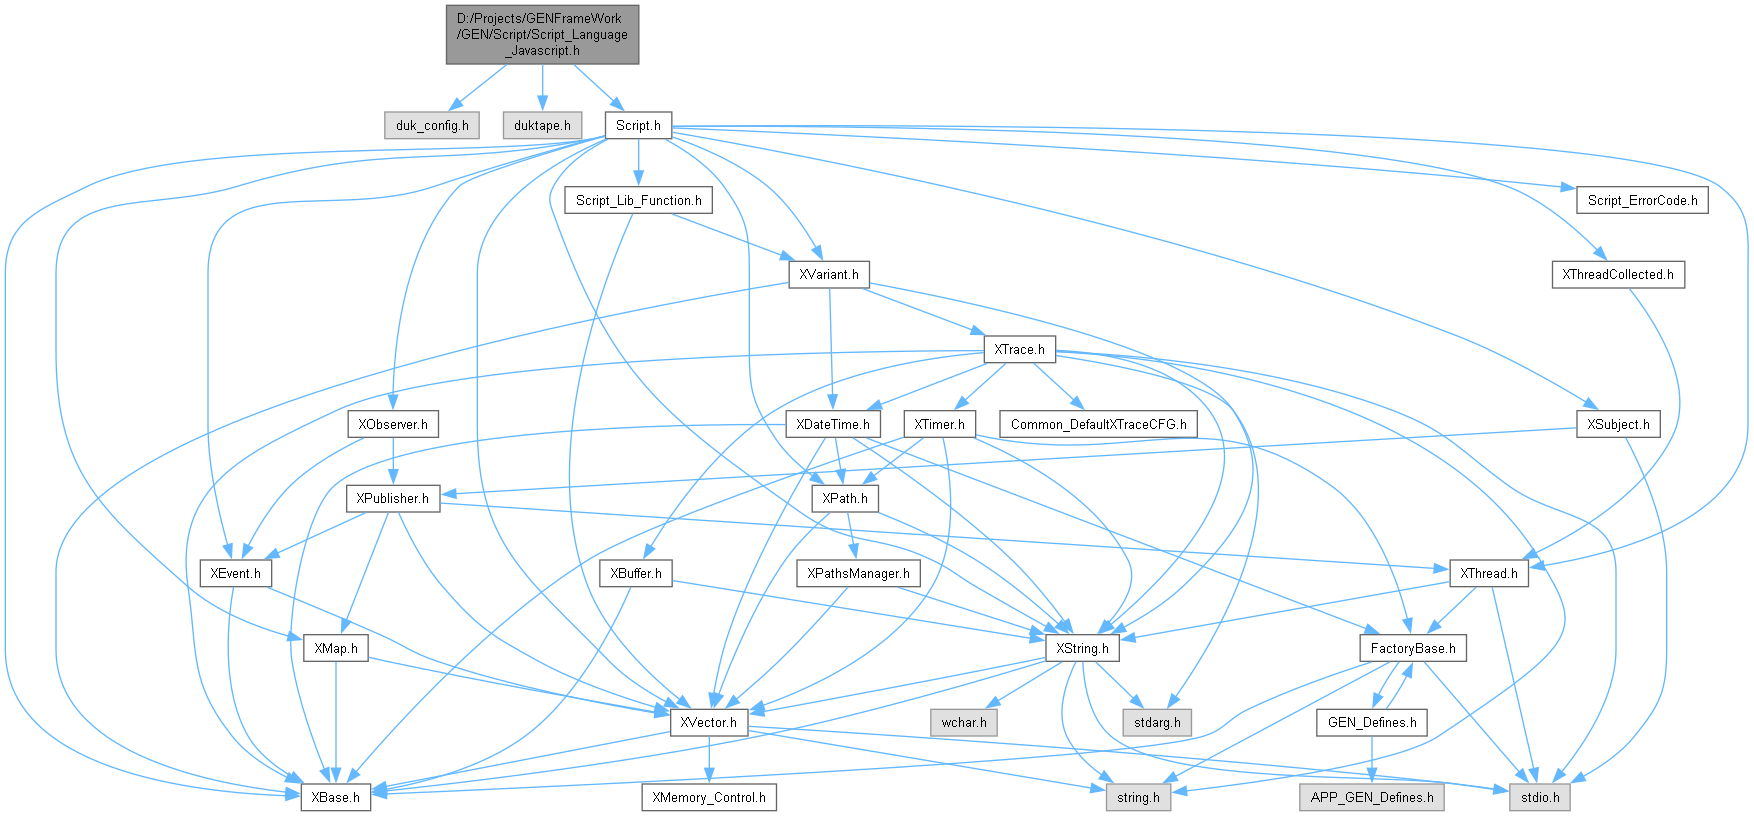 D:/Projects/GENFrameWork
/GEN/Script/Script_Language
_Javascript.h
duk_config.h
duktape.h
Script.h
Script_Lib_Function.h
Script_ErrorCode.h
XVariant.h
XThreadCollected.h
XTrace.h
XObserver.h
XDateTime.h
XTimer.h
Common_DefaultXTraceCFG.h
XSubject.h
XPublisher.h
XPath.h
XEvent.h
XBuffer.h
XPathsManager.h
XThread.h
XMap.h
XString.h
FactoryBase.h
XVector.h
wchar.h
stdarg.h
GEN_Defines.h
XBase.h
XMemory_Control.h
string.h
APP_GEN_Defines.h
stdio.h